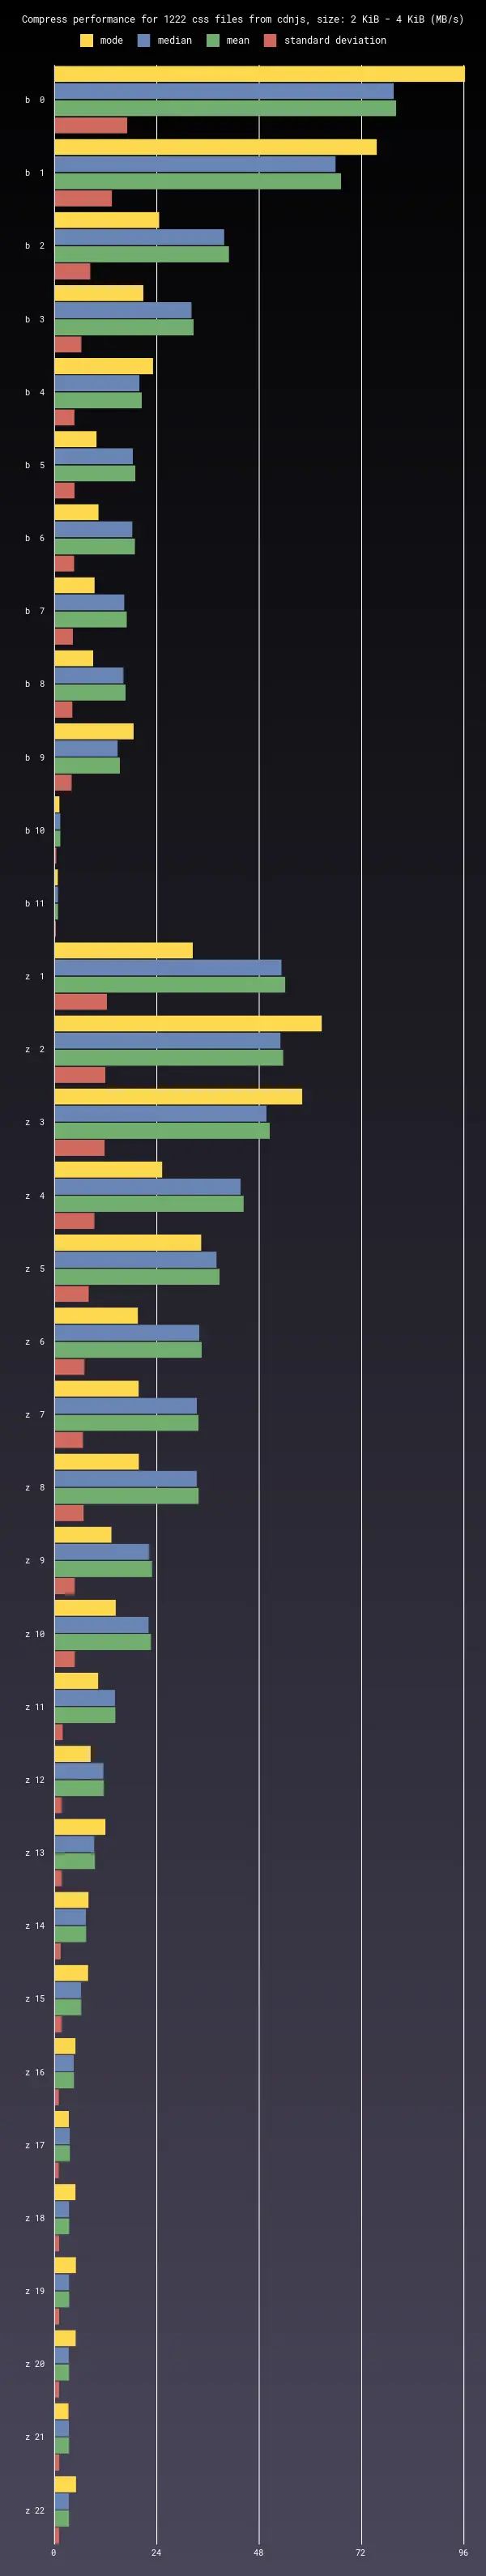 Compress performance for 1222 css files from cdnjs, size: 2 KiB - 4 KiB (MB/s)
mode median mean standard deviation
b 0
b 1
b 2
b 3
b 4
b 5
b 6
b 7
b 8
b 9
b 10
b 11
z 1
z 2
z 3
z 4
z 5
z 6
z 7
z 8
z 9
z 10
z 11
z 12
z 13
z 14
z 15
z 16
z 17
z 18
z 19
z 20
z 21
z 22
0 24 48 72 96